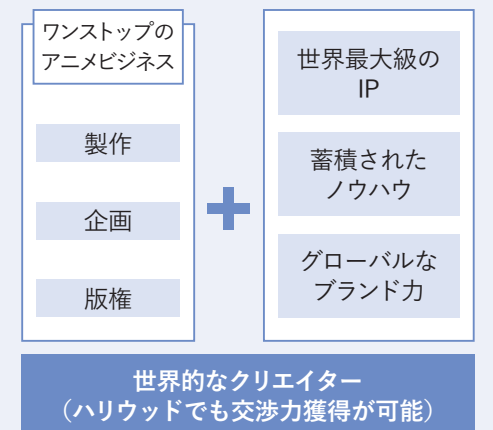 ワンストップの
アニメビジネス
製作
企画
版権
+
世界最大級の
IP
蓄積された
ノウハウ
グローバルな
ブランド力
世界的なクリエイター
（ハリウッドでも交渉力獲得が可能）